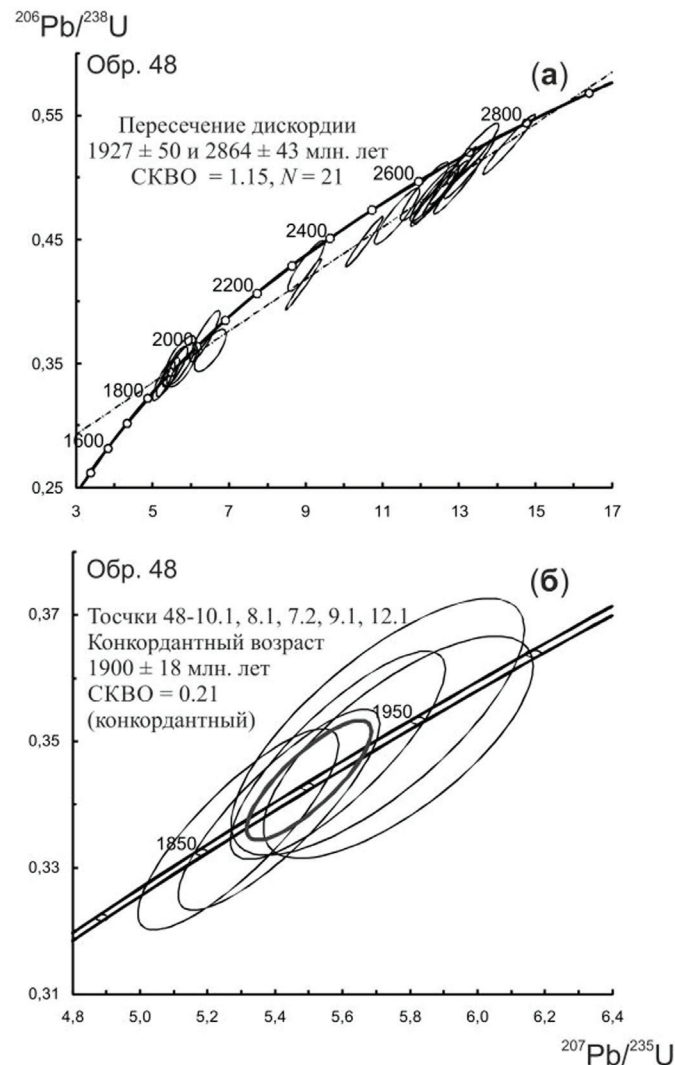 ²⁰⁶Pb/²³⁸U
Обр. 48
(а)
Пересечение дискордии
1927 ± 50 и 2864 ± 43 млн. лет
СКВО = 1.15, N = 21
0,55
0,45
0,35
0,25
2800
2600
2400
2200
2000
1800
1600
3 5 7 9 11 13 15 17
Обр. 48
(б)
Тосчки 48-10.1, 8.1, 7.2, 9.1, 12.1
Конкордантный возраст
1900 ± 18 млн. лет
СКВО = 0.21
(конкордантный)
0,37
0,35
0,33
0,31
1950
1850
4,8 5,0 5,2 5,4 5,6 5,8 6,0 6,2 6,4
²⁰⁷Pb/²³⁵U